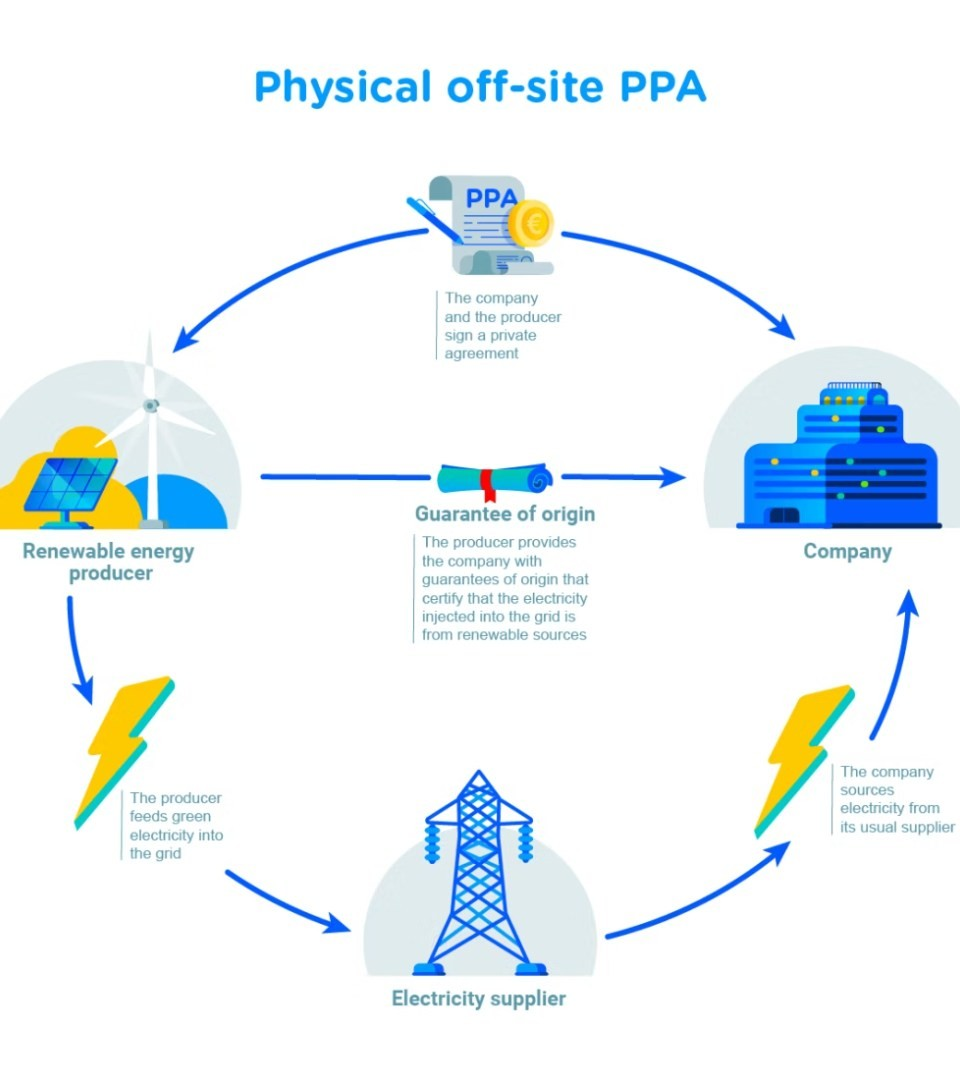 Physical off-site PPA
PPA
€
The company
and the producer
sign a private
agreement
Guarantee of origin
The producer provides
the company with
guarantees of origin that
certify that the electricity
injected into the grid is
from renewable sources
Renewable energy
producer
Company
The producer
feeds green
electricity into
the grid
The company
sources
electricity from
its usual supplier
Electricity supplier